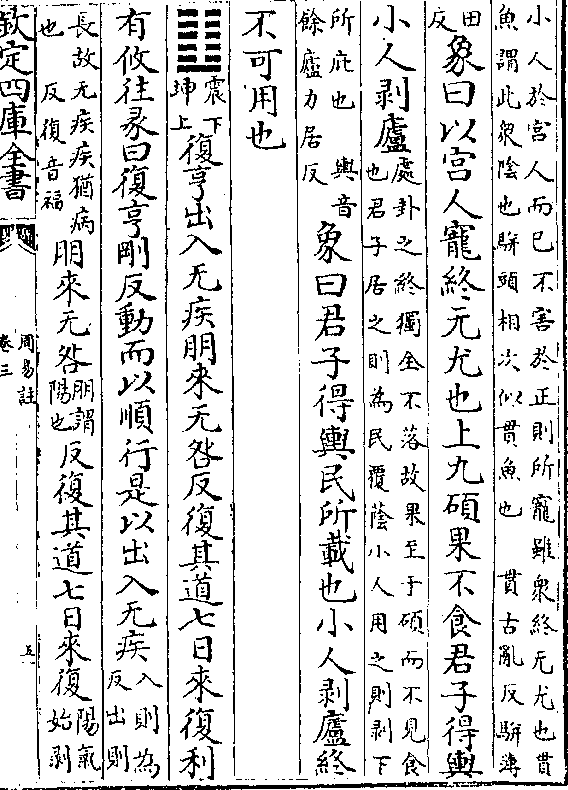 小人於宫人而已不害於正則所寵雖衆終无尤也貫
魚謂此衆陰也駢頭相次似貫魚也　貫古亂反駢薄
田反
象曰以宫人寵終无尤也上九碩果不食君子得輿
小人剥廬
處卦之終獨全不落故果至于碩而不見食
也君子居之則為民覆蔭小人用之則剥下
所庇也　輿音
餘廬力居反
象曰君子得輿民所載也小人剥廬終
不可用也
震下
坤上
復亨出入无疾朋來无咎反復其道七日來復利
有攸往彖曰復亨剛反動而以順行是以出入无疾
入則為
反出則
長故无疾疾猶病
也　反復音福
朋來无咎
朋謂
陽也
反復其道七日來復
陽氣
始剥
欽定四庫全書
周易註
卷三
五